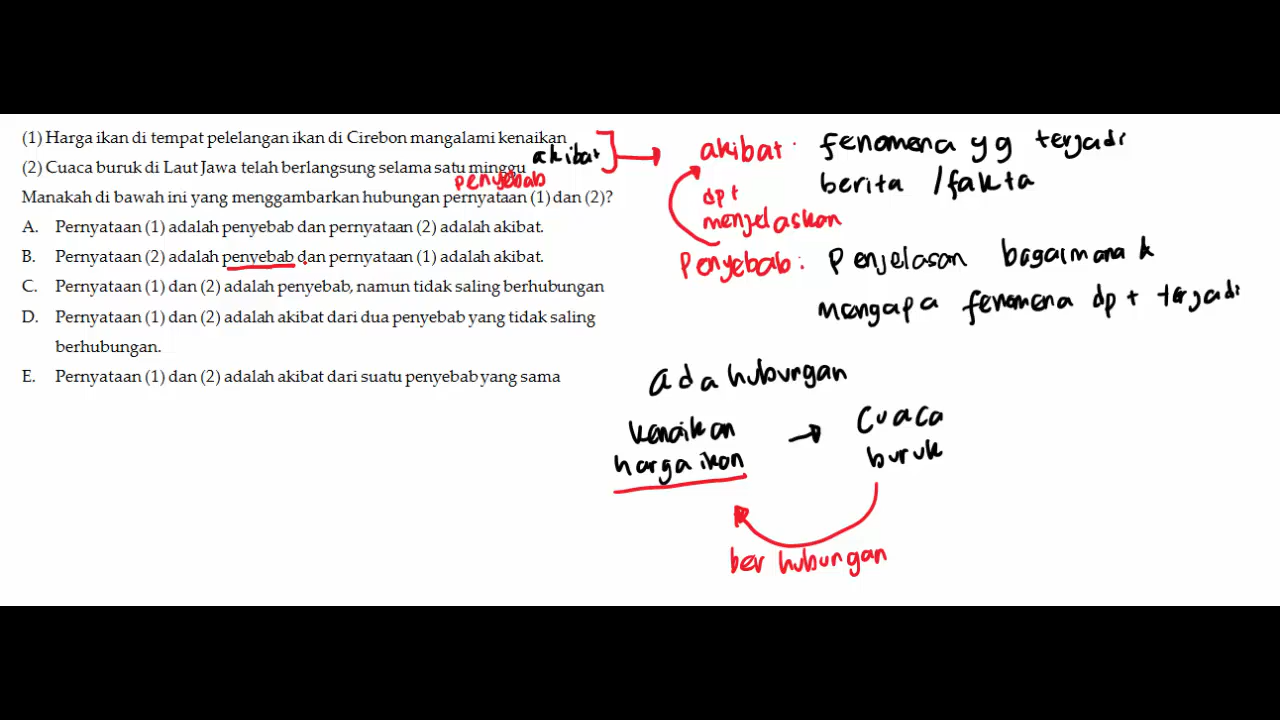 (1) Harga ikan di tempat pelelangan ikan di Cirebon mangalami kenaikan
akibat
(2) Cuaca buruk di Laut Jawa telah berlangsung selama satu minggu
penyebab
Manakah di bawah ini yang menggambarkan hubungan pernyataan (1) dan (2)?
A. Pernyataan (1) adalah penyebab dan pernyataan (2) adalah akibat.
B. Pernyataan (2) adalah penyebab dan pernyataan (1) adalah akibat.
C. Pernyataan (1) dan (2) adalah penyebab, namun tidak saling berhubungan
D. Pernyataan (1) dan (2) adalah akibat dari dua penyebab yang tidak saling
berhubungan.
E. Pernyataan (1) dan (2) adalah akibat dari suatu penyebab yang sama
akibat: fenomena yg terjadi
berita / fakta
dpt
menjelaskan
Penyebab: Penjelasan bagaimana &
mengapa fenomena dpt terjadi
Ada hubungan
kenaikan
harga ikan
Cuaca
buruk
ber hubungan